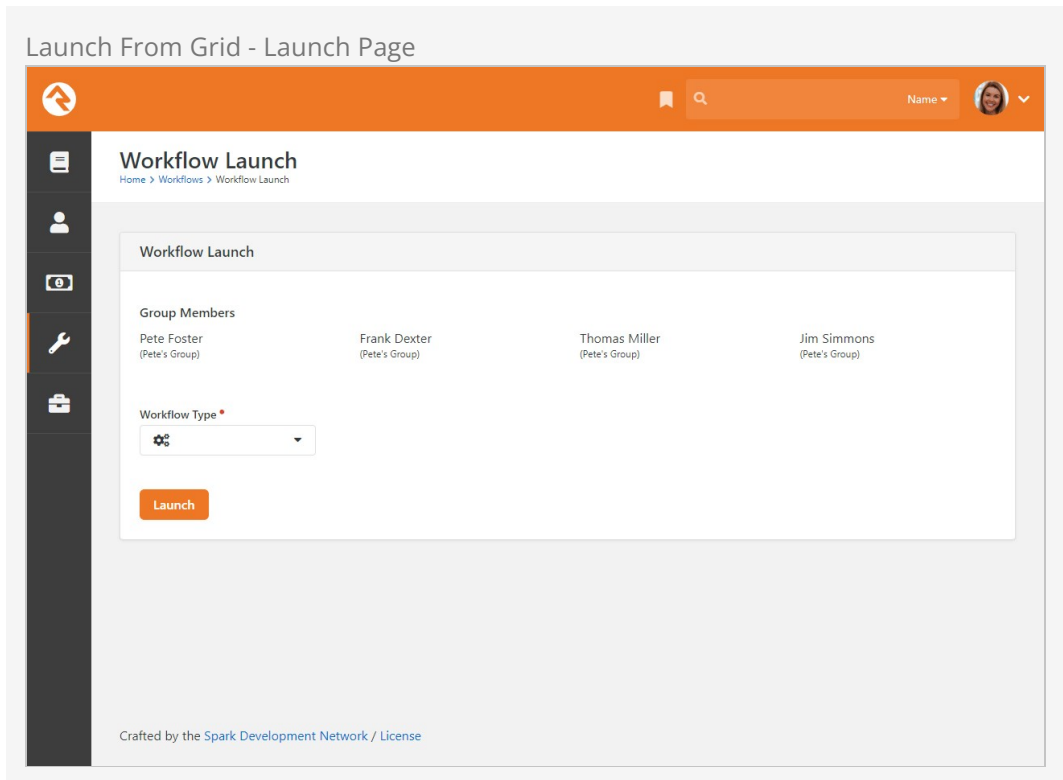 Launch From Grid - Launch Page
Name
Workflow Launch
Home > Workflows > Workflow Launch
Workflow Launch
Group Members
Pete Foster Frank Dexter Thomas Miller Jim Simmons
(Pete's Group) (Pete's Group) (Pete's Group) (Pete's Group)
Workflow Type
Launch
Crafted by the Spark Development Network / License